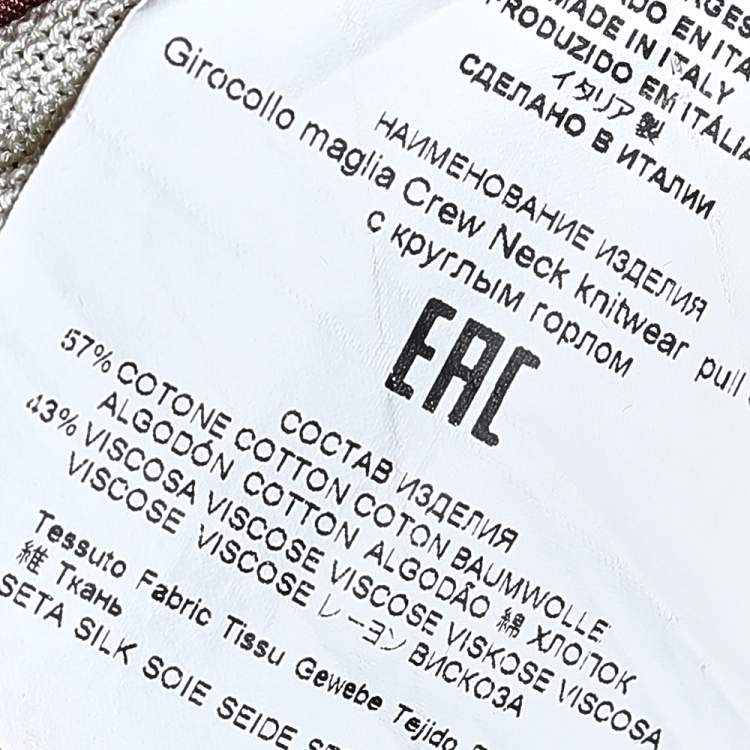 EN ITA
MADE IN ITALY
PRODUZIDO EM ITÁLIA
イタリア製
СДЕЛАНО В ИТАЛИИ
НАИМЕНОВАНИЕ ИЗДЕЛИЯ
Girocollo maglia Crew Neck knitwear pull
с круглым горлом
EAC
СОСТАВ ИЗДЕЛИЯ
57% COTONE COTTON COTON BAUMWOLLE
ALGODÓN COTTON ALGODÃO 綿 ХЛОПОК
43% VISCOSA VISCOSE VISCOSE VISKOSE VISCOSA
VISCOSE VISCOSE レーヨン ВИСКОЗА
Tessuto Fabric Tissu Gewebe Tejido
維 Ткань
SETA SILK SOIE SEIDE